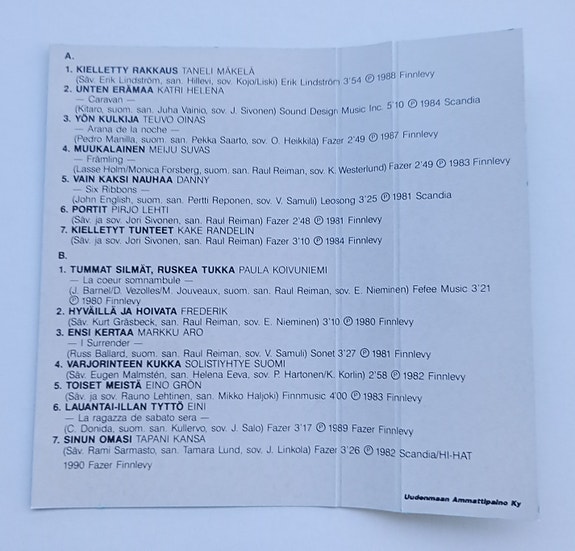 A.
1. KIELLETTY RAKKAUS TANELI MÄKELÄ
(Säv. Erik Lindström, san. Hillevi, sov. Kojo/Liski) Erik Lindström 3'54 Ⓟ 1988 Finnlevy
2. UNTEN ERÄMAA KATRI HELENA
— Caravan —
(Kitaro, suom. san. Juha Vainio, sov. J. Sivonen) Sound Design Music Inc. 5'10 Ⓟ 1984 Scandia
3. YÖN KULKIJA TEUVO OINAS
— Arana de la noche —
(Pedro Manilla, suom. san. Pekka Saarto, sov. O. Heikkilä) Fazer 2'49 Ⓟ 1987 Finnlevy
4. MUUKALAINEN MEIJU SUVAS
— Främling —
(Lasse Holm/Monica Forsberg, suom. san. Raul Reiman, sov. K. Westerlund) Fazer 2'49 Ⓟ 1983 Finnlevy
5. VAIN KAKSI NAUHAA DANNY
— Six Ribbons —
(John English, suom. san. Pertti Reponen, sov. V. Samuli) Leosong 3'25 Ⓟ 1981 Scandia
6. PORTIT PIRJO LEHTI
(Säv. ja sov. Jori Sivonen, san. Raul Reiman) Fazer 2'48 Ⓟ 1981 Finnlevy
7. KIELLETYT TUNTEET KAKE RANDELIN
(Säv. ja sov. Jori Sivonen, san. Raul Reiman) Fazer 3'10 Ⓟ 1984 Finnlevy
B.
1. TUMMAT SILMÄT, RUSKEA TUKKA PAULA KOIVUNIEMI
— La coeur somnambule —
(J. Barnel/D. Vezolles/M. Jouveaux, suom. san. Raul Reiman, sov. E. Nieminen) Fefee Music 3'21
Ⓟ 1980 Finnlevy
2. HYVÄILLÄ JA HOIVATA FREDERIK
(Säv. Kurt Gräsbeck, san. Raul Reiman, sov. E. Nieminen) 3'10 Ⓟ 1980 Finnlevy
3. ENSI KERTAA MARKKU ARO
— I Surrender —
(Russ Ballard, suom. san. Raul Reiman, sov. V. Samuli) Sonet 3'27 Ⓟ 1981 Finnlevy
4. VARJORINTEEN KUKKA SOLISTIYHTYE SUOMI
(Säv. Eugen Malmstén, san. Helena Eeva, sov. P. Hartonen/K. Korlin) 2'58 Ⓟ 1982 Finnlevy
5. TOISET MEISTÄ EINO GRÖN
(Säv. ja sov. Rauno Lehtinen, san. Mikko Haljoki) Finnmusic 4'00 Ⓟ 1983 Finnlevy
6. LAUANTAI-ILLAN TYTTÖ EINI
— La ragazza de sabato sera —
(C. Donida, suom. san. Kullervo, sov. J. Salo) Fazer 3'17 Ⓟ 1989 Fazer Finnlevy
7. SINUN OMASI TAPANI KANSA
(Säv. Rami Sarmasto, san. Tamara Lund, sov. J. Linkola) Fazer 3'26 Ⓟ 1982 Scandia/HI-HAT
1990 Fazer Finnlevy
Uudenmaan Ammattipaino Ky